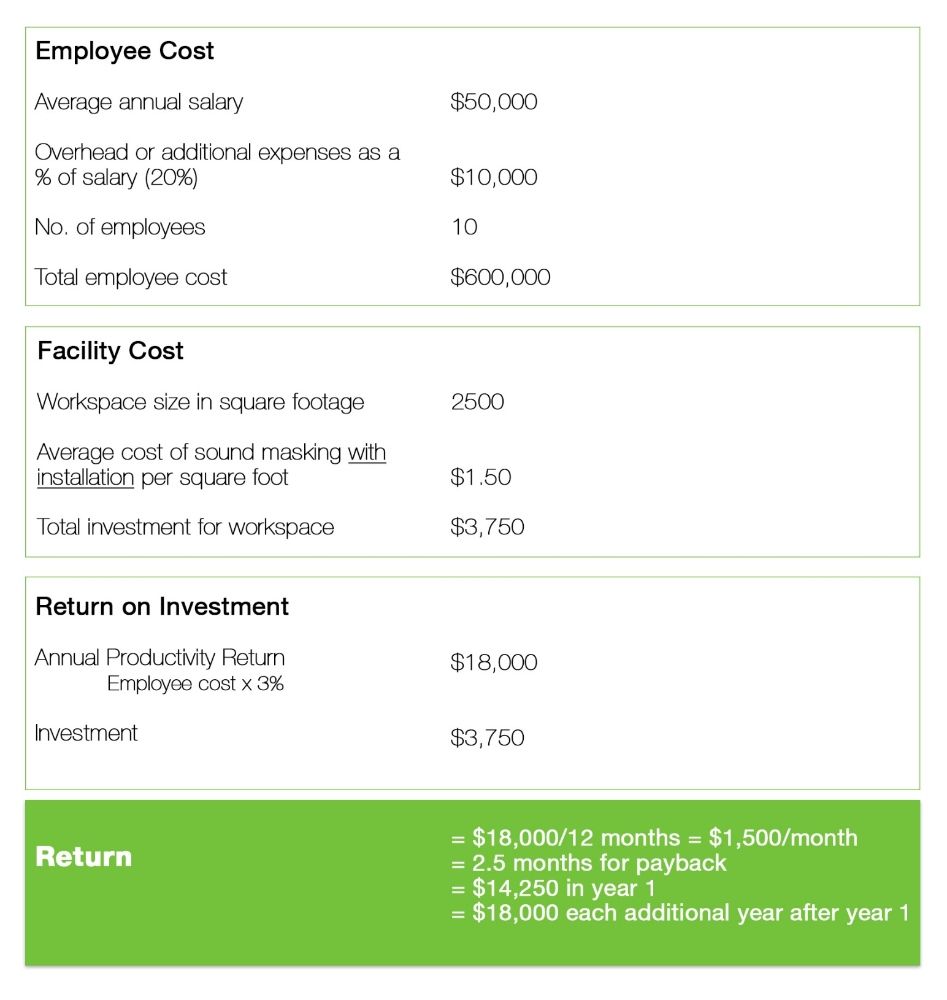 Employee Cost
Average annual salary $50,000
Overhead or additional expenses as a
% of salary (20%) $10,000
No. of employees 10
Total employee cost $600,000
Facility Cost
Workspace size in square footage 2500
Average cost of sound masking with
installation per square foot $1.50
Total investment for workspace $3,750
Return on Investment
Annual Productivity Return $18,000
Employee cost x 3%
Investment $3,750
Return
= $18,000/12 months = $1,500/month
= 2.5 months for payback
= $14,250 in year 1
= $18,000 each additional year after year 1